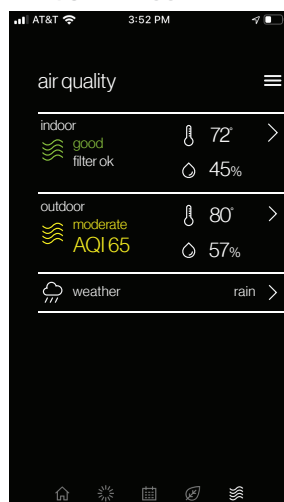 AT&T 3:52 PM
air quality
indoor
good
filter ok
72°
45%
outdoor
moderate
AQI 65
80°
57%
weather rain